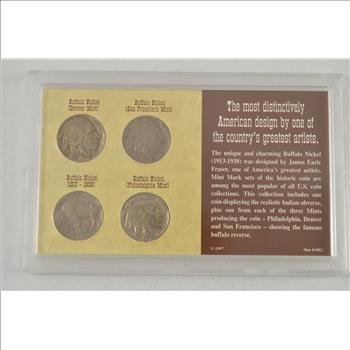 Buffalo Nickel
(Denver Mint)
Buffalo Nickel
(San Francisco Mint)
Buffalo Nickel
(1913 - 1938)
Buffalo Nickel
(Philadelphia Mint)
The most distinctively
American design by one of
the country's greatest artists.
The unique and charming Buffalo Nickel
(1913-1938) was designed by James Earle
Fraser, one of America's greatest artists.
Mint Mark sets of the historic coin are
among the most popular of all U.S. coin
collections. This collection includes one
coin displaying the realistic Indian obverse,
plus one from each of the three Mints
producing the coin – Philadelphia, Denver
and San Francisco – showing the famous
buffalo reverse.
© 1997